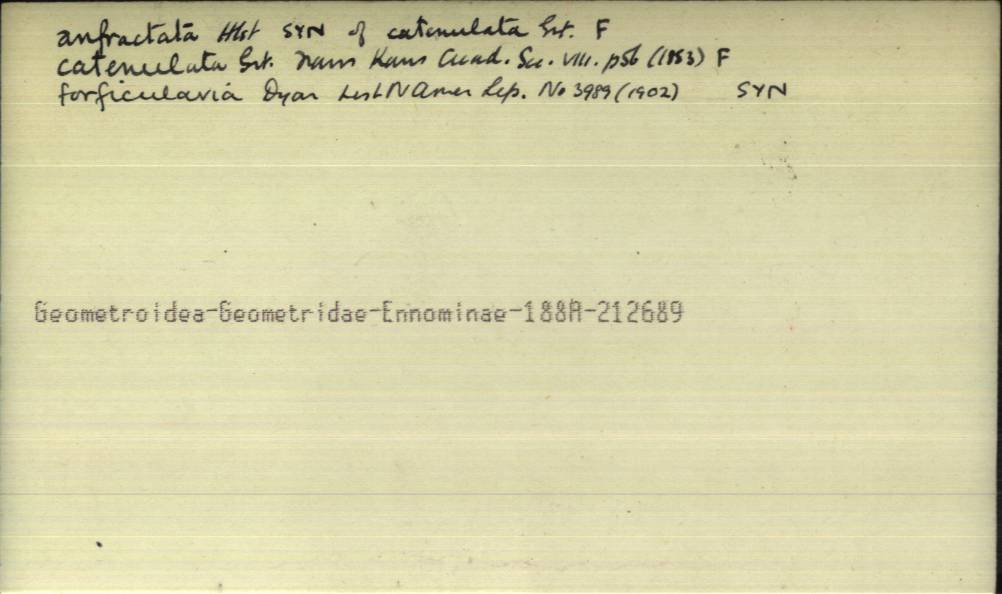 anfractata Hlst SYN of catenulata Grt. F
catenulata Grt. Trans Kans Acad. Sci. VIII. p56 (1883) F
forficularia Dyar List N Amer Lep. No 3989 (1902) SYN
Geometroidea-Geometridae-Ennominae-188A-212689